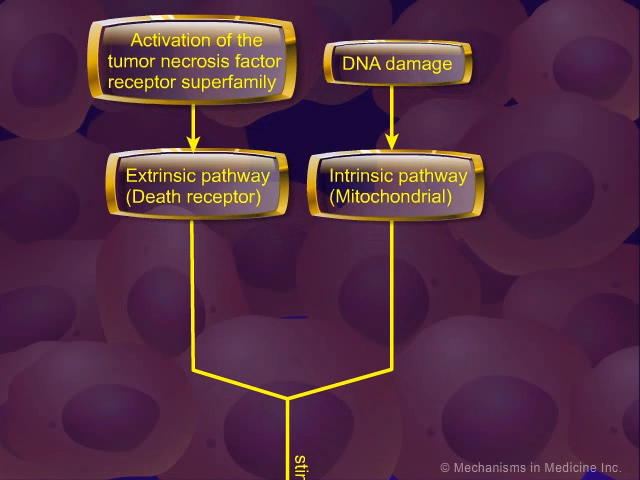 Activation of the
tumor necrosis factor
receptor superfamily
DNA damage
Extrinsic pathway
(Death receptor)
Intrinsic pathway
(Mitochondrial)
© Mechanisms in Medicine Inc.